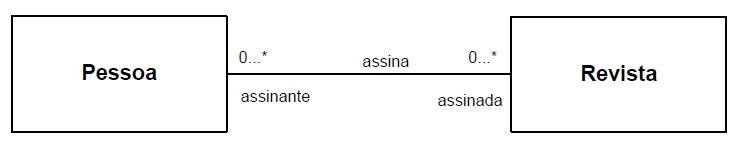 Pessoa
0...*
assinante
assina
0...*
assinada
Revista